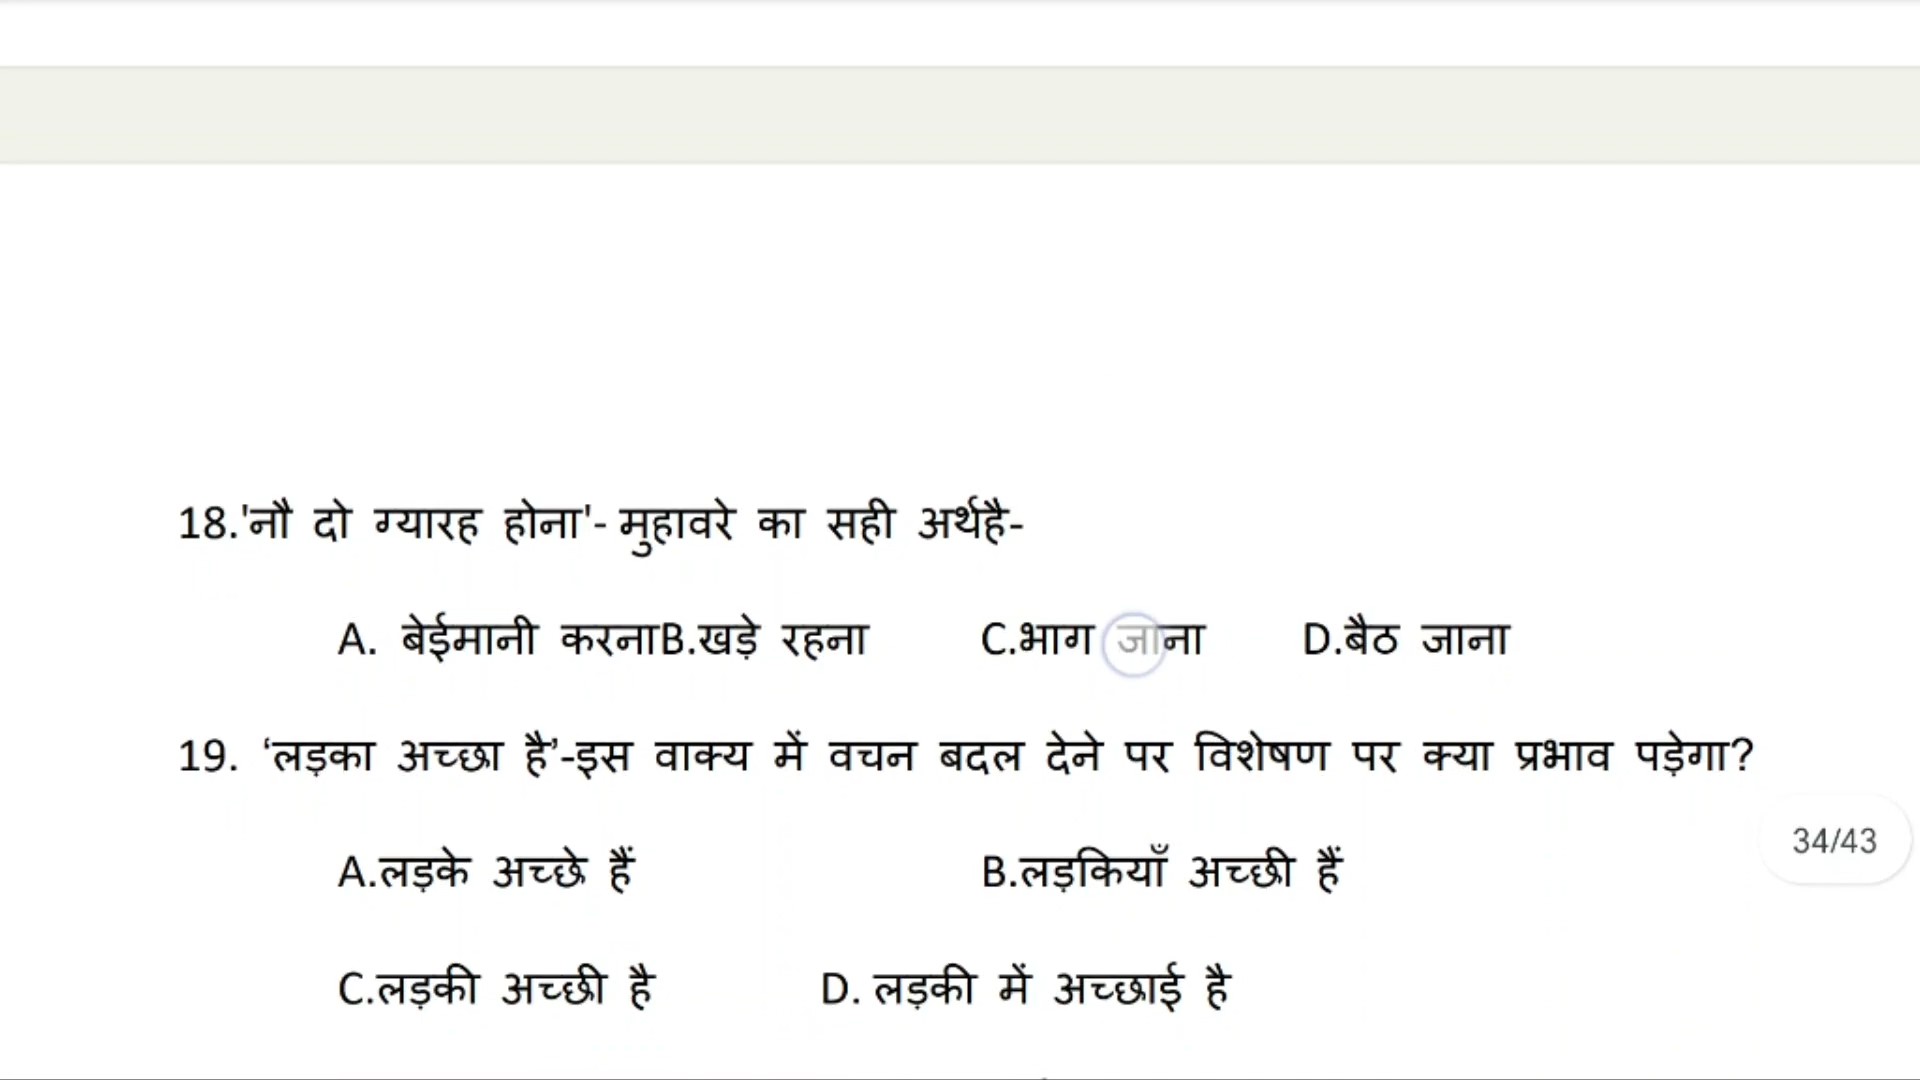 18.'नौ दो ग्यारह होना'- मुहावरे का सही अर्थहै-
A. बेईमानी करनाB.खड़े रहना C.भाग जाना D.बैठ जाना
19. ‘लड़का अच्छा है’-इस वाक्य में वचन बदल देने पर विशेषण पर क्या प्रभाव पड़ेगा?
34/43
A.लड़के अच्छे हैं B.लड़कियाँ अच्छी हैं
C.लड़की अच्छी है D. लड़की में अच्छाई है